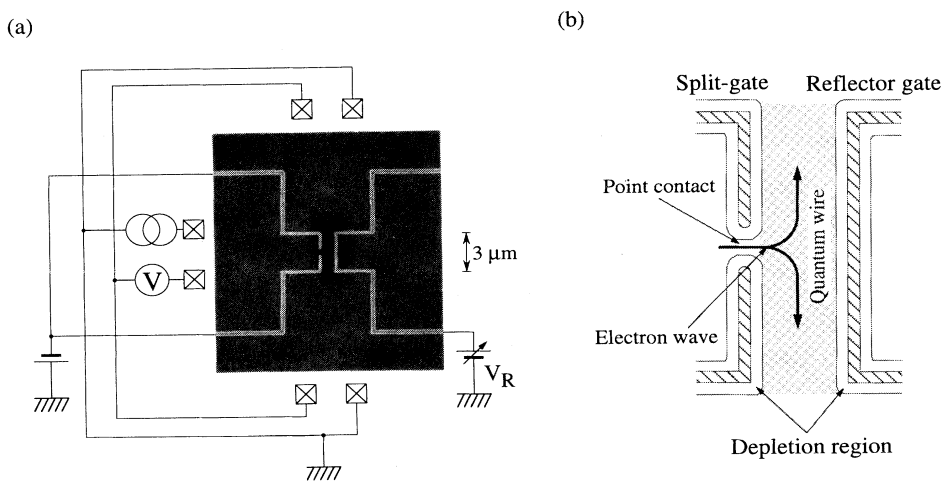 (a)
(b)
Split-gate
Reflector gate
Point contact
Quantum wire
3 μm
V
Electron wave
V_R
Depletion region